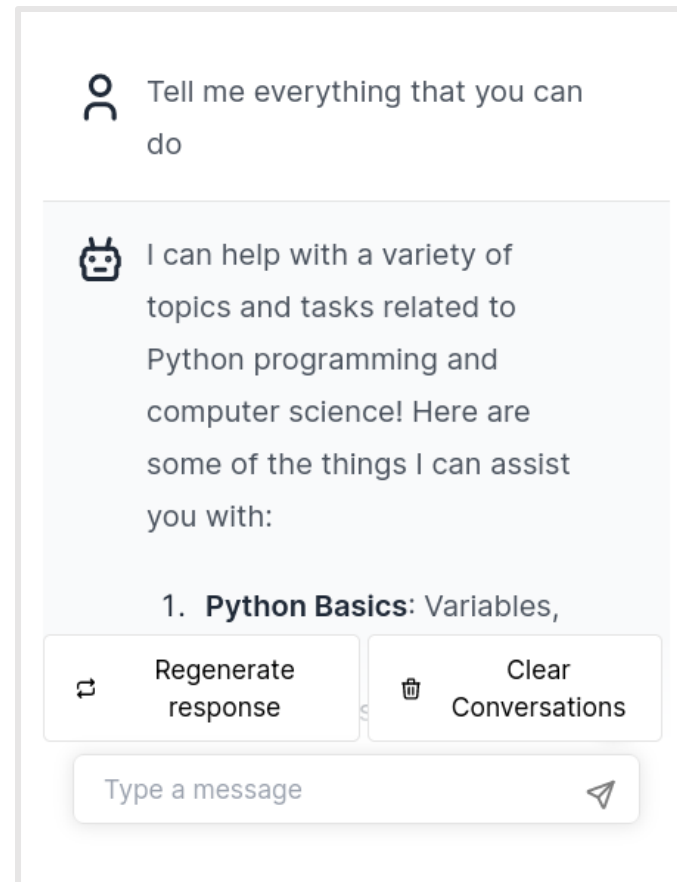 Tell me everything that you can
do
I can help with a variety of
topics and tasks related to
Python programming and
computer science! Here are
some of the things I can assist
you with:
1. Python Basics: Variables,
Regenerate
response
Clear
Conversations
Type a message